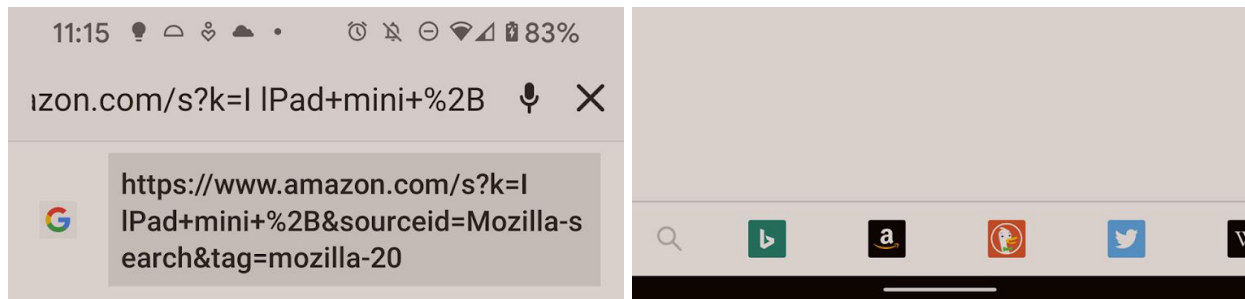 11:15 83%
azon.com/s?k=I lPad+mini+%2B
https://www.amazon.com/s?k=I
lPad+mini+%2B&sourceid=Mozilla-s
earch&tag=mozilla-20